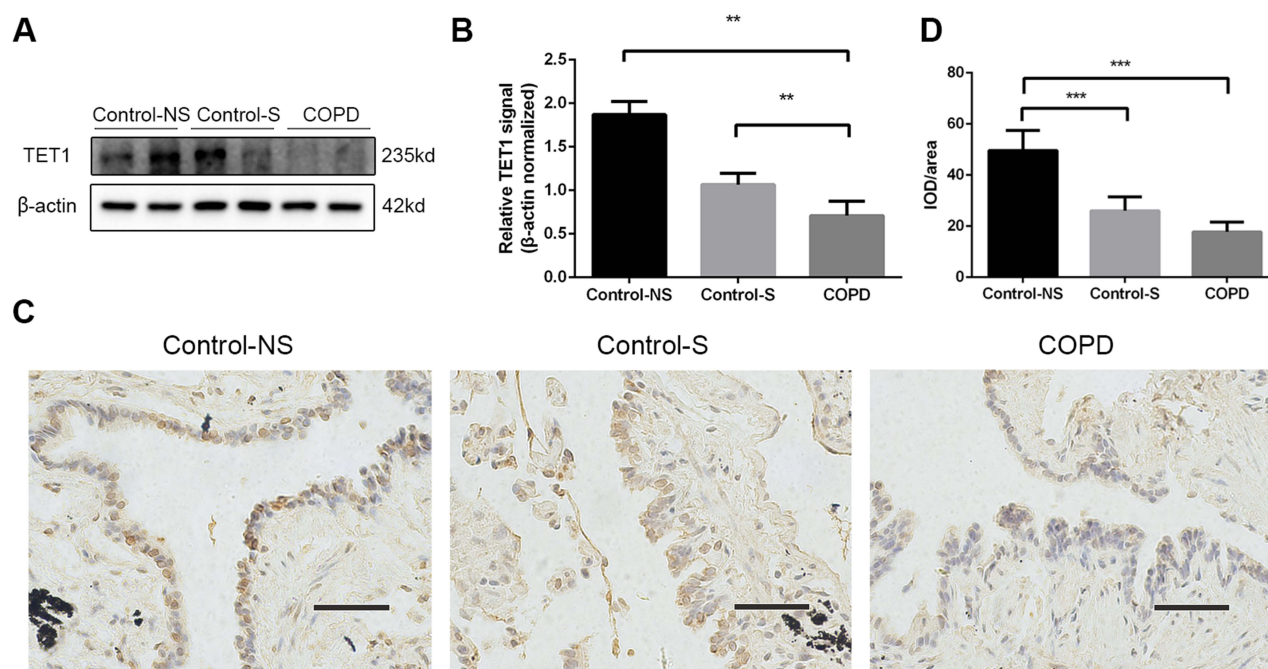 A
Control-NS Control-S COPD
TET1 235kd
β-actin 42kd
B
**
**
Relative TET1 signal
(β-actin normalized)
2.5
2.0
1.5
1.0
0.5
0.0
Control-NS Control-S COPD
D
***
***
IOD/area
80
60
40
20
0
Control-NS Control-S COPD
C
Control-NS Control-S COPD